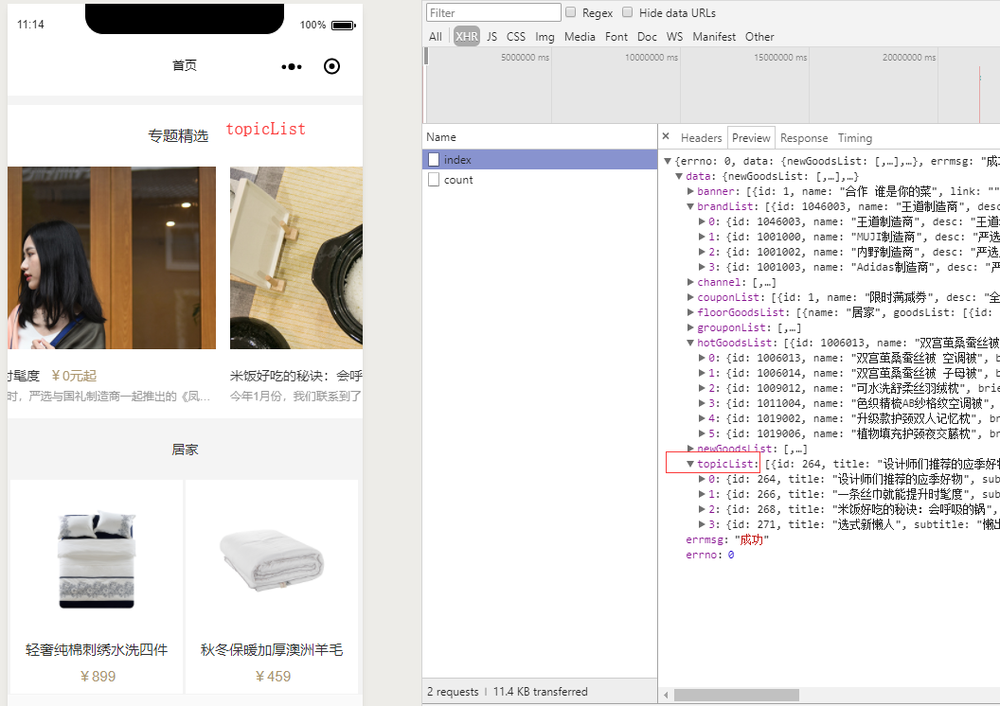 11:14
100%
首页
专题精选
topicList
时髦度 ￥0元起
时，严选与国礼制造商一起推出的《凤...
米饭好吃的秘诀：会呼
今年1月份，我们联系到了
居家
轻奢纯棉刺绣水洗四件
￥899
秋冬保暖加厚澳洲羊毛
￥459
Filter
Regex
Hide data URLs
All XHR JS CSS Img Media Font Doc WS Manifest Other
5000000 ms 10000000 ms 15000000 ms 20000000 ms
Name
index
count
2 requests | 11.4 KB transferred
× Headers Preview Response Timing
{errno: 0, data: {newGoodsList: [,…],…}, errmsg: "成
data: {newGoodsList: [,…],…}
banner: [{id: 1, name: "合作 谁是你的菜", link: ""
brandList: [{id: 1046003, name: "王道制造商", desc
0: {id: 1046003, name: "王道制造商", desc: "王道
1: {id: 1001000, name: "MUJI制造商", desc: "严选
2: {id: 1001002, name: "内野制造商", desc: "严选
3: {id: 1001003, name: "Adidas制造商", desc: "严
channel: [,…]
couponList: [{id: 1, name: "限时满减券", desc: "全
floorGoodsList: [{name: "居家", goodsList: [{id:
grouponList: [,…]
hotGoodsList: [{id: 1006013, name: "双宫茧桑蚕丝被
0: {id: 1006013, name: "双宫茧桑蚕丝被 空调被", b
1: {id: 1006014, name: "双宫茧桑蚕丝被 子母被", b
2: {id: 1009012, name: "可水洗舒柔丝羽绒枕", brie
3: {id: 1011004, name: "色织精梳AB纱格纹空调被",
4: {id: 1019002, name: "升级款护颈双人记忆枕", br
5: {id: 1019006, name: "植物填充护颈夜交藤枕", br
newGoodsList: [,…]
topicList: [{id: 264, title: "设计师们推荐的应季好物
0: {id: 264, title: "设计师们推荐的应季好物", sub
1: {id: 266, title: "一条丝巾就能提升时髦度", sub
2: {id: 268, title: "米饭好吃的秘诀：会呼吸的锅",
3: {id: 271, title: "选式新懒人", subtitle: "懒出
errmsg: "成功"
errno: 0